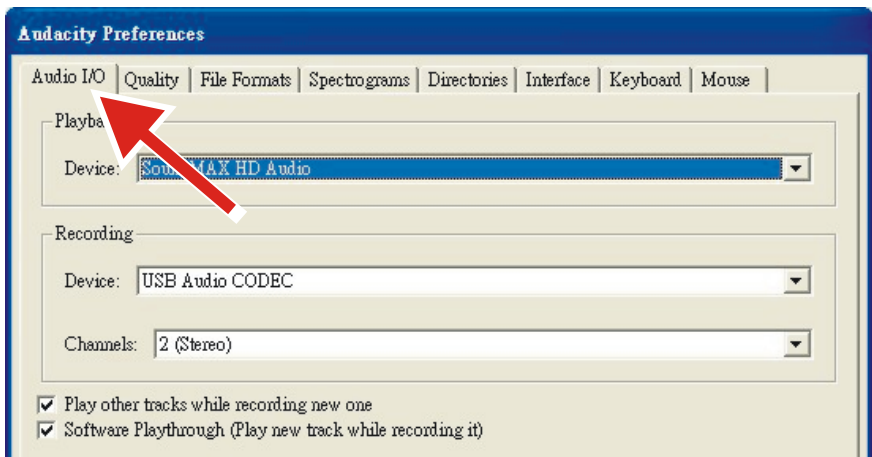 Audacity Preferences
Audio I/O Quality File Formats Spectrograms Directories Interface Keyboard Mouse
Device: MAX HD Audio
Recording
Device: USB Audio CODEC
Channels: 2 (Stereo)
Play other tracks while recording new one
Software Playthrough (Play new track while recording it)